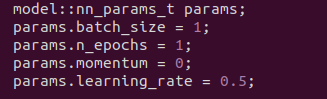 model::nn_params_t params;
params.batch_size = 1;
params.n_epochs = 1;
params.momentum = 0;
params.learning_rate = 0.5;